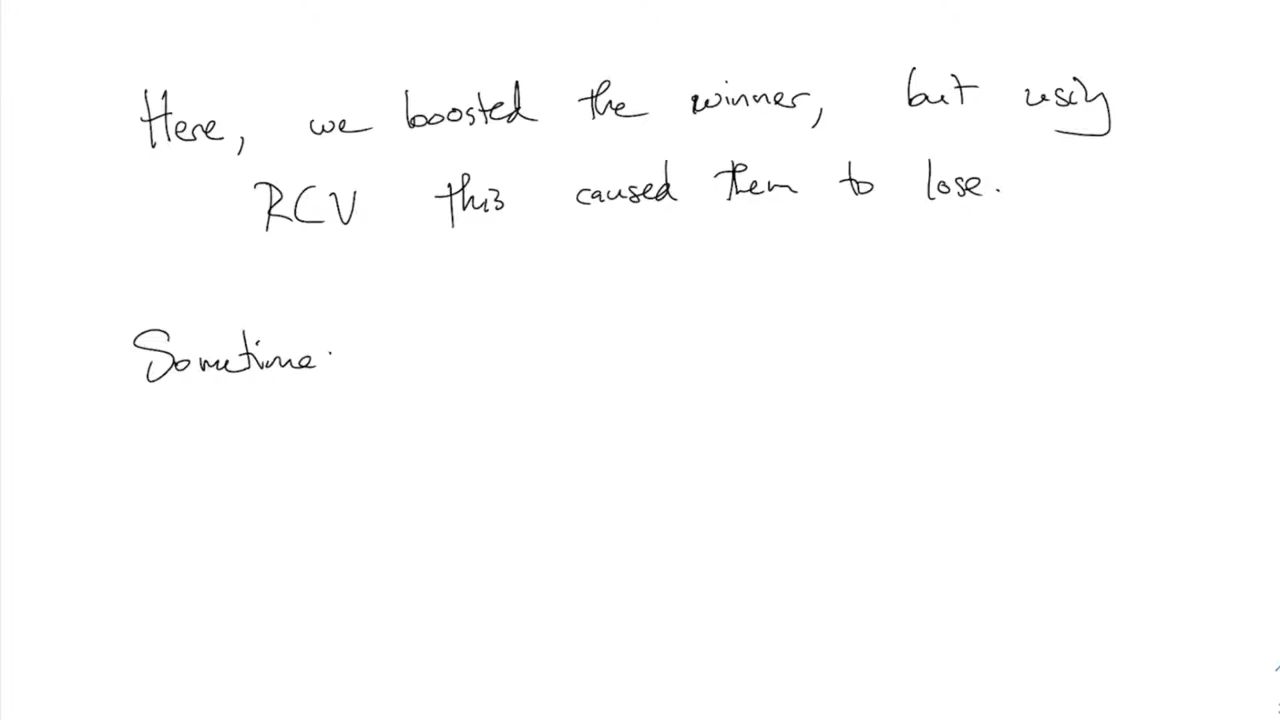 Here, we boosted the winner, but using
RCV this caused them to lose.
Sometime